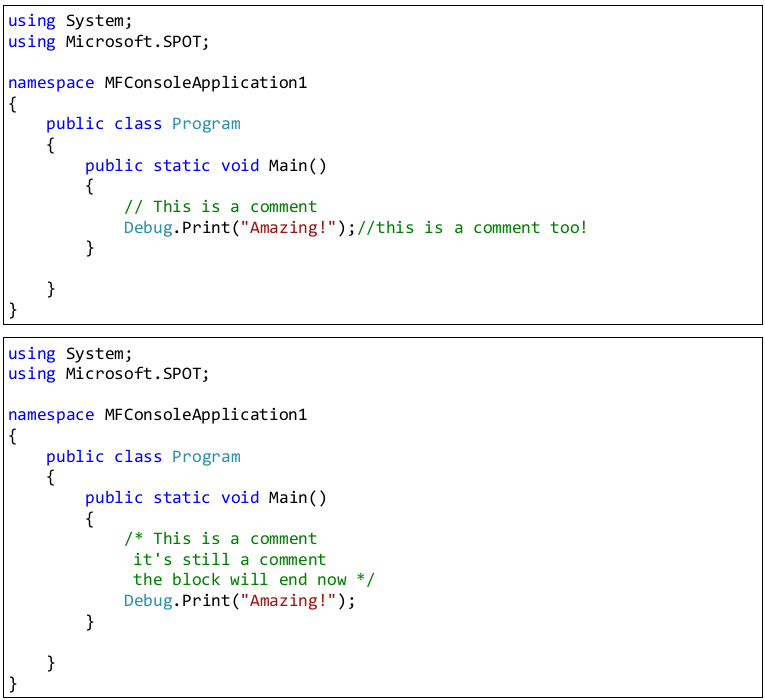 using System;
using Microsoft.SPOT;

namespace MFConsoleApplication1
{
    public class Program
    {
        public static void Main()
        {
            // This is a comment
            Debug.Print("Amazing!");//this is a comment too!
        }

    }
}
using System;
using Microsoft.SPOT;

namespace MFConsoleApplication1
{
    public class Program
    {
        public static void Main()
        {
            /* This is a comment
             it's still a comment
             the block will end now */
            Debug.Print("Amazing!");
        }

    }
}